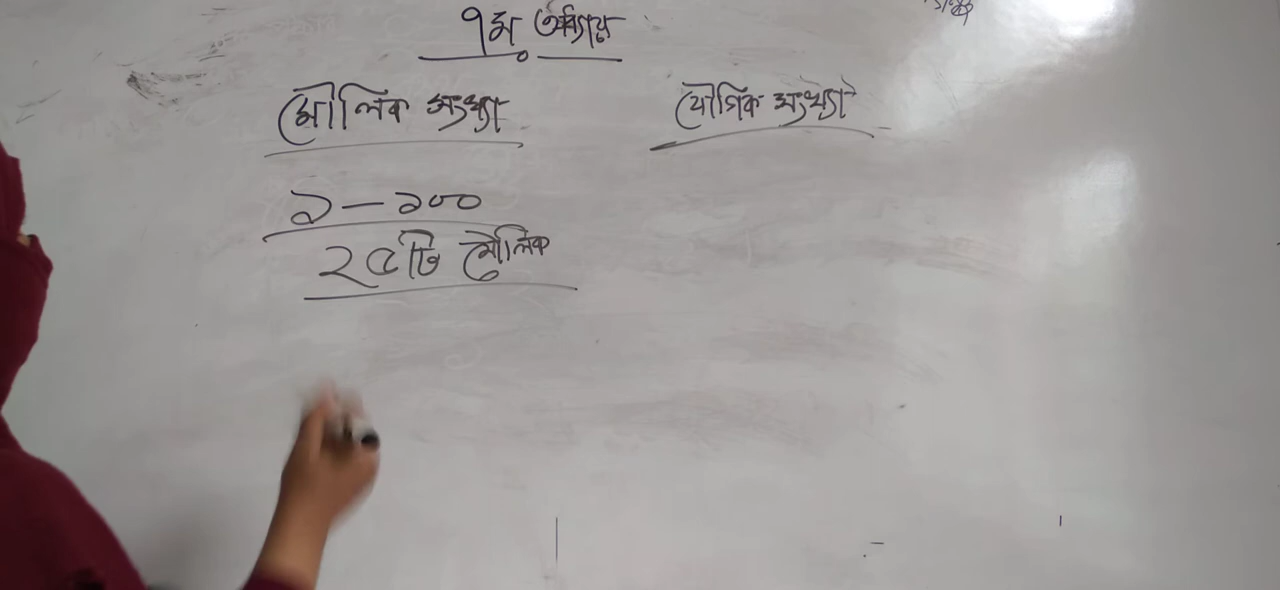 ৭ম অধ্যায়
মৌলিক সংখ্যা
যৌগিক সংখ্যা
১ – ১০০
২৫টি মৌলিক